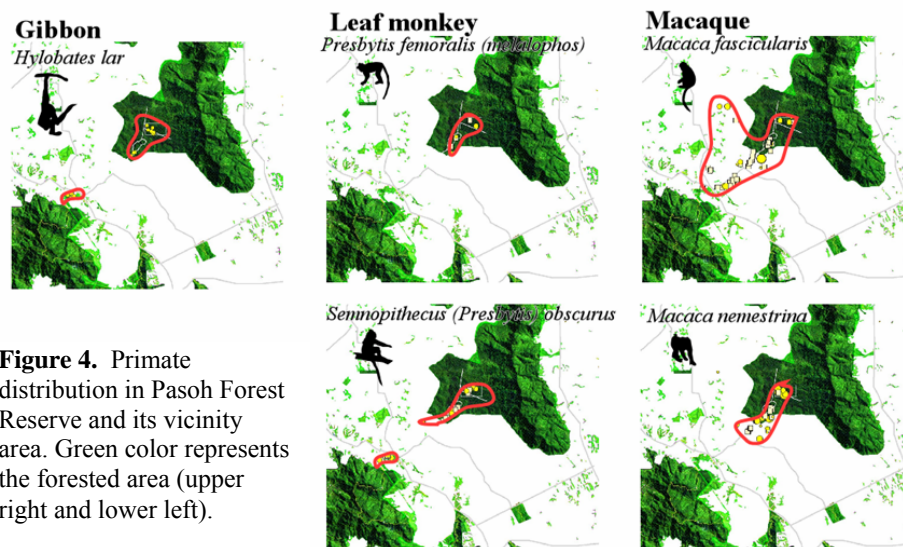 Gibbon
Hylobates lar
Leaf monkey
Presbytis femoralis (melalophos)
Macaque
Macaca fascicularis
Semnopithecus (Presbytis) obscurus
Macaca nemestrina
Figure 4. Primate
distribution in Pasoh Forest
Reserve and its vicinity
area. Green color represents
the forested area (upper
right and lower left).